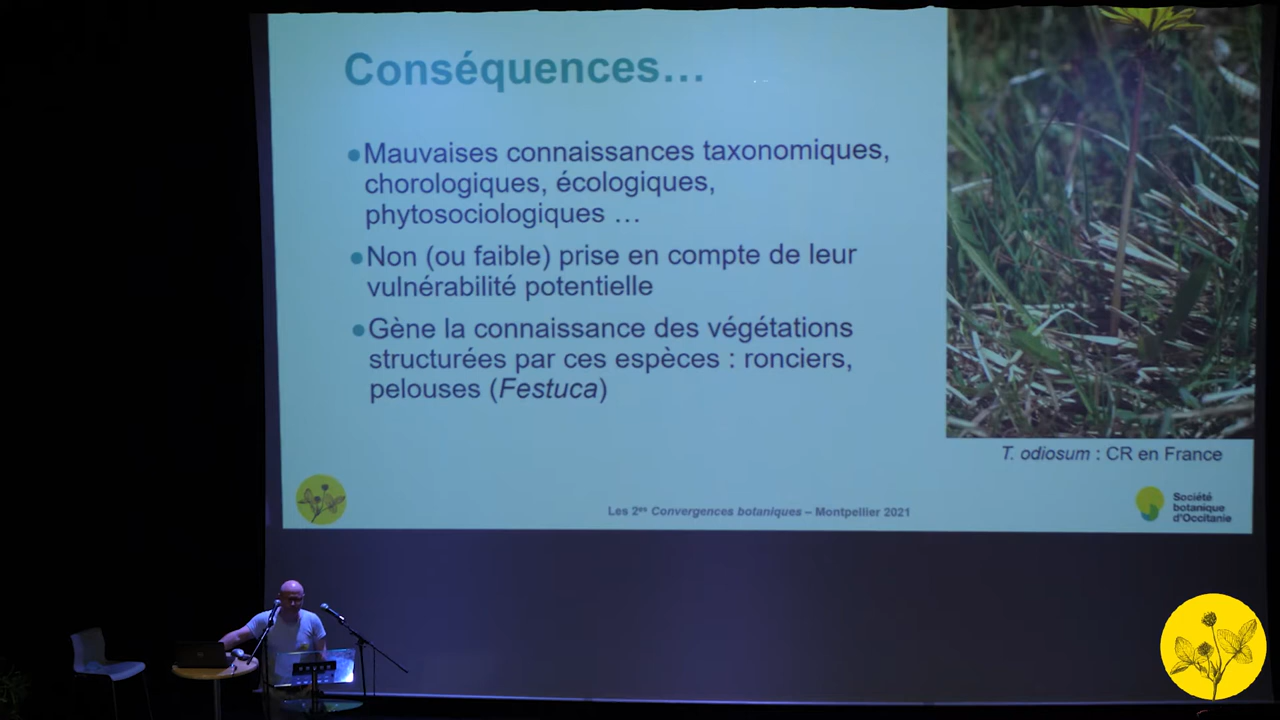 Conséquences…
●Mauvaises connaissances taxonomiques,
chorologiques, écologiques,
phytosociologiques …
●Non (ou faible) prise en compte de leur
vulnérabilité potentielle
●Gène la connaissance des végétations
structurées par ces espèces : ronciers,
pelouses (Festuca)
T. odiosum : CR en France
Les 2es Convergences botaniques – Montpellier 2021
Société
botanique
d'Occitanie